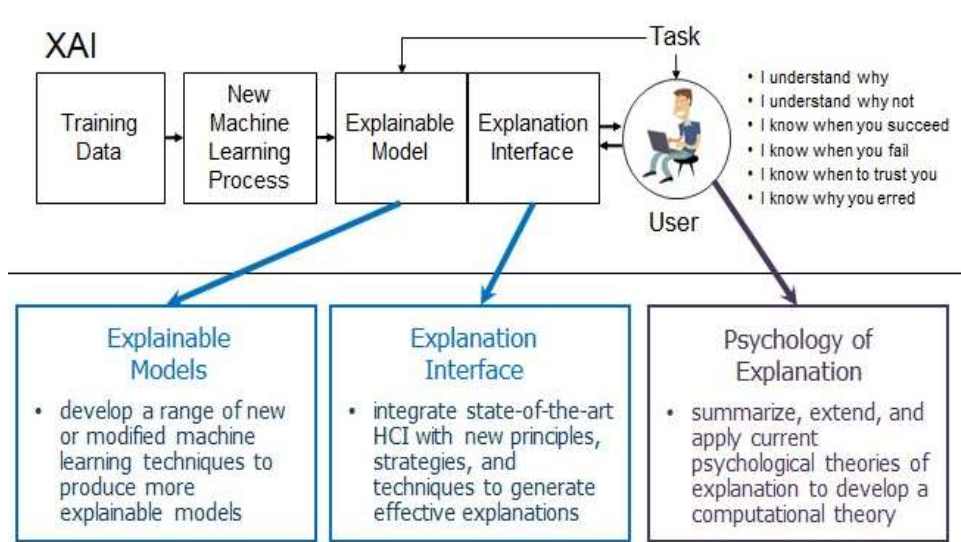 XAI
Task
Training
Data
New
Machine
Learning
Process
Explainable
Model
Explanation
Interface
User
• I understand why
• I understand why not
• I know when you succeed
• I know when you fail
• I know when to trust you
• I know why you erred
Explainable
Models
• develop a range of new
or modified machine
learning techniques to
produce more
explainable models
Explanation
Interface
• integrate state-of-the-art
HCI with new principles,
strategies, and
techniques to generate
effective explanations
Psychology of
Explanation
• summarize, extend, and
apply current
psychological theories of
explanation to develop a
computational theory